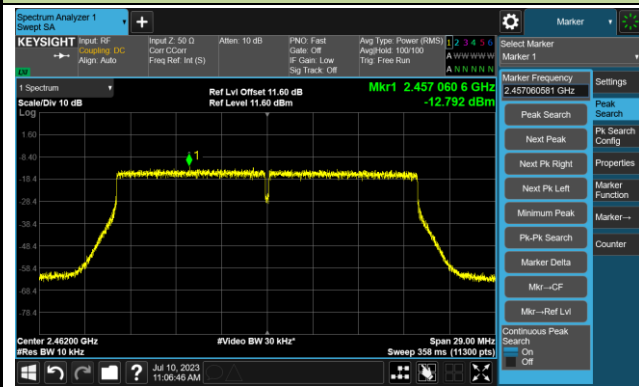 Spectrum Analyzer 1
Swept SA
+
KEYSIGHT
Input: RF
Coupling: DC
Align: Auto
Input Z: 50 Ω
Corr CCorr
Freq Ref: Int (S)
Atten: 10 dB
PNO: Fast
Gate: Off
IF Gain: Low
Sig Track: Off
Avg Type: Power (RMS)
Avg|Hold: 100/100
Trig: Free Run
1 2 3 4 5 6
A W W W W W
A N N N N N
LXI
1 Spectrum
Scale/Div 10 dB
Log
Ref Lvl Offset 11.60 dB
Ref Level 11.60 dBm
Mkr1 2.457 060 6 GHz
-12.792 dBm
1
1.60
-8.40
-18.4
-28.4
-38.4
-48.4
-58.4
-68.4
-78.4
Center 2.46200 GHz
#Res BW 10 kHz
#Video BW 30 kHz*
Span 29.00 MHz
Sweep 358 ms (11300 pts)
?
Jul 10, 2023
11:06:46 AM
Marker
Select Marker
Marker 1
Marker Frequency
2.457060581 GHz
Peak Search
Next Peak
Next Pk Right
Next Pk Left
Minimum Peak
Pk-Pk Search
Marker Delta
Mkr→CF
Mkr→Ref Lvl
Continuous Peak
Search
On
Off
Settings
Peak
Search
Pk Search
Config
Properties
Marker
Function
Marker→
Counter